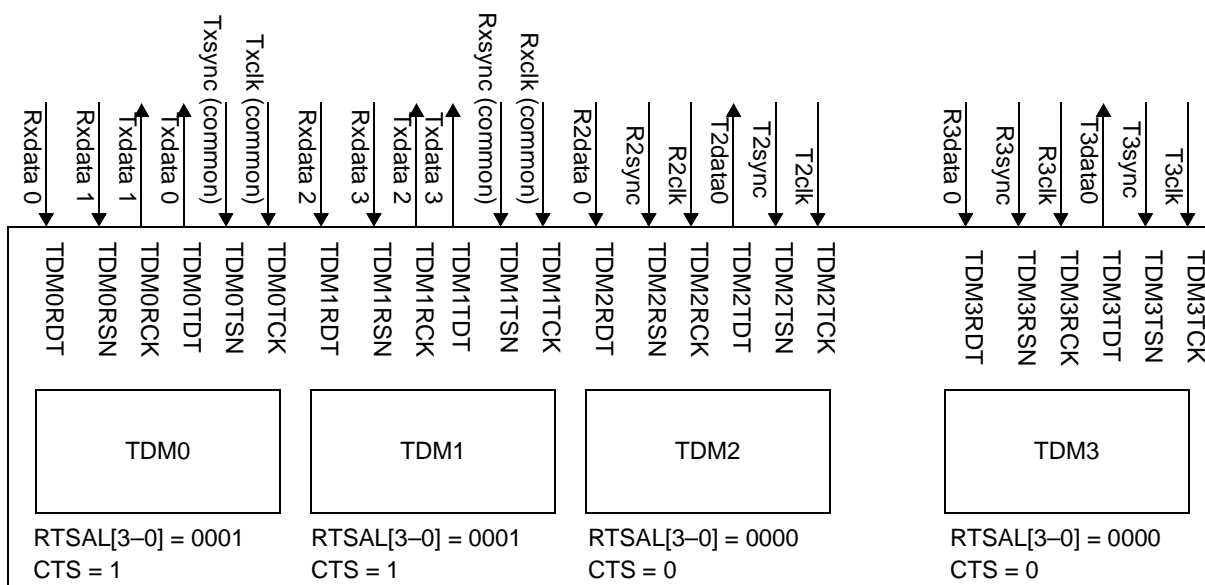 Rxdata 0
Rxdata 1
Txdata 1
Txdata 0
Txsync (common)
Txclk (common)
Rxdata 2
Rxdata 3
Txdata 2
Txdata 3
Rxsync (common)
Rxclk (common)
R2data 0
R2sync
R2clk
T2data0
T2sync
T2clk
R3data 0
R3sync
R3clk
T3data0
T3sync
T3clk
TDM0RDT
TDM0RSN
TDM0RCK
TDM0TDT
TDM0TSN
TDM0TCK
TDM1RDT
TDM1RSN
TDM1RCK
TDM1TDT
TDM1TSN
TDM1TCK
TDM2RDT
TDM2RSN
TDM2RCK
TDM2TDT
TDM2TSN
TDM2TCK
TDM3RDT
TDM3RSN
TDM3RCK
TDM3TDT
TDM3TSN
TDM3TCK
TDM0
TDM1
TDM2
TDM3
RTSAL[3–0] = 0001
CTS = 1
RTSAL[3–0] = 0001
CTS = 1
RTSAL[3–0] = 0000
CTS = 0
RTSAL[3–0] = 0000
CTS = 0